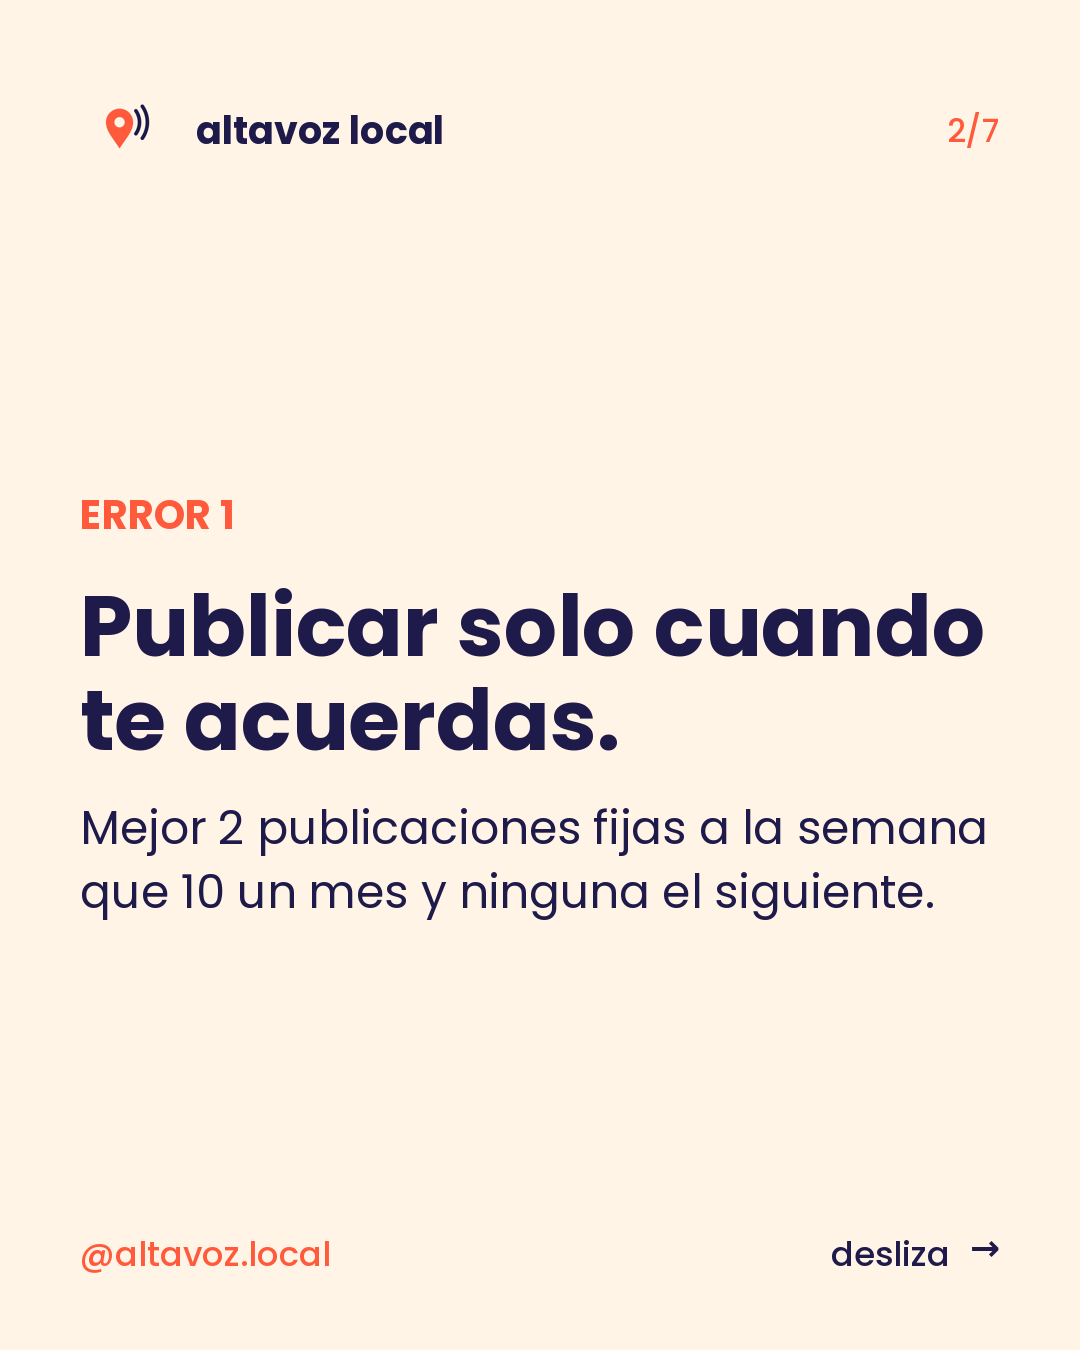 altavoz local
2/7
ERROR 1
Publicar solo cuando
te acuerdas.
Mejor 2 publicaciones fijas a la semana
que 10 un mes y ninguna el siguiente.
@altavoz.local
desliza →